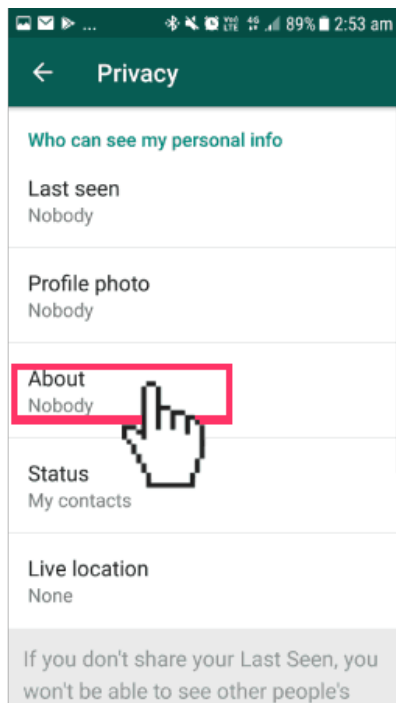 ... 89% 2:53 am
Privacy
Who can see my personal info
Last seen
Nobody
Profile photo
Nobody
About
Nobody
Status
My contacts
Live location
None
If you don't share your Last Seen, you
won't be able to see other people's